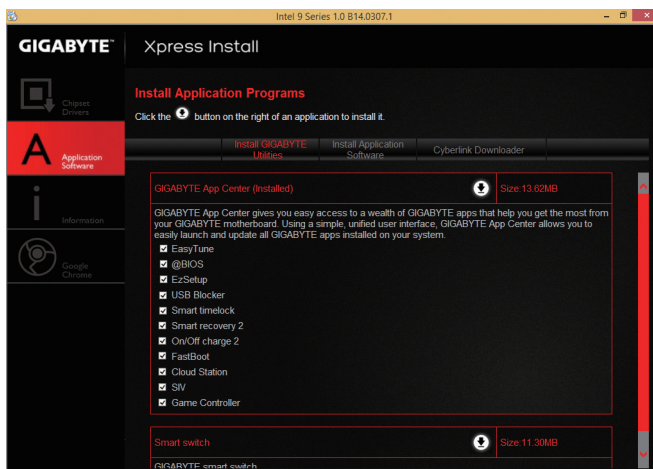 Intel 9 Series 1.0 B14.0307.1
GIGABYTE™
Xpress Install
Chipset
Drivers
Application
Software
Information
Google
Chrome
Install Application Programs
Click the button on the right of an application to install it.
Install GIGABYTE
Utilities
Install Application
Software
Cyberlink Downloader
GIGABYTE App Center (Installed)
Size:13.62MB
GIGABYTE App Center gives you easy access to a wealth of GIGABYTE apps that help you get the most from
your GIGABYTE motherboard. Using a simple, unified user interface, GIGABYTE App Center allows you to
easily launch and update all GIGABYTE apps installed on your system.
EasyTune
@BIOS
EzSetup
USB Blocker
Smart timelock
Smart recovery 2
On/Off charge 2
FastBoot
Cloud Station
SIV
Game Controller
Smart switch
Size:11.30MB
GIGABYTE smart switch